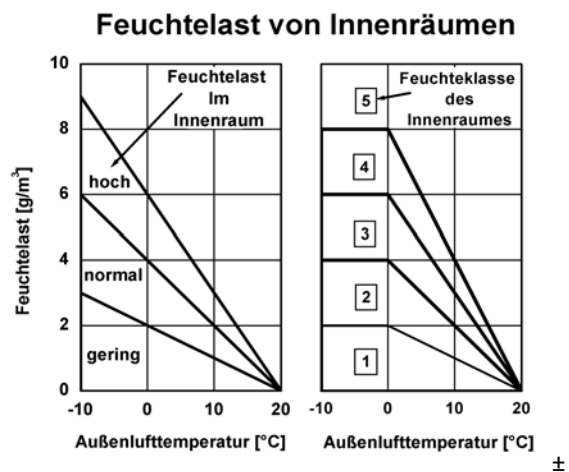 Feuchtelast von Innenräumen
Feuchtelast [g/m³]
10
8
6
4
2
0
Feuchtelast
Im
Innenraum
hoch
normal
gering
-10 0 10 20
Außenlufttemperatur [°C]
Feuchteklasse
des
Innenraumes
5
4
3
2
1
-10 0 10 20
Außenlufttemperatur [°C]
±